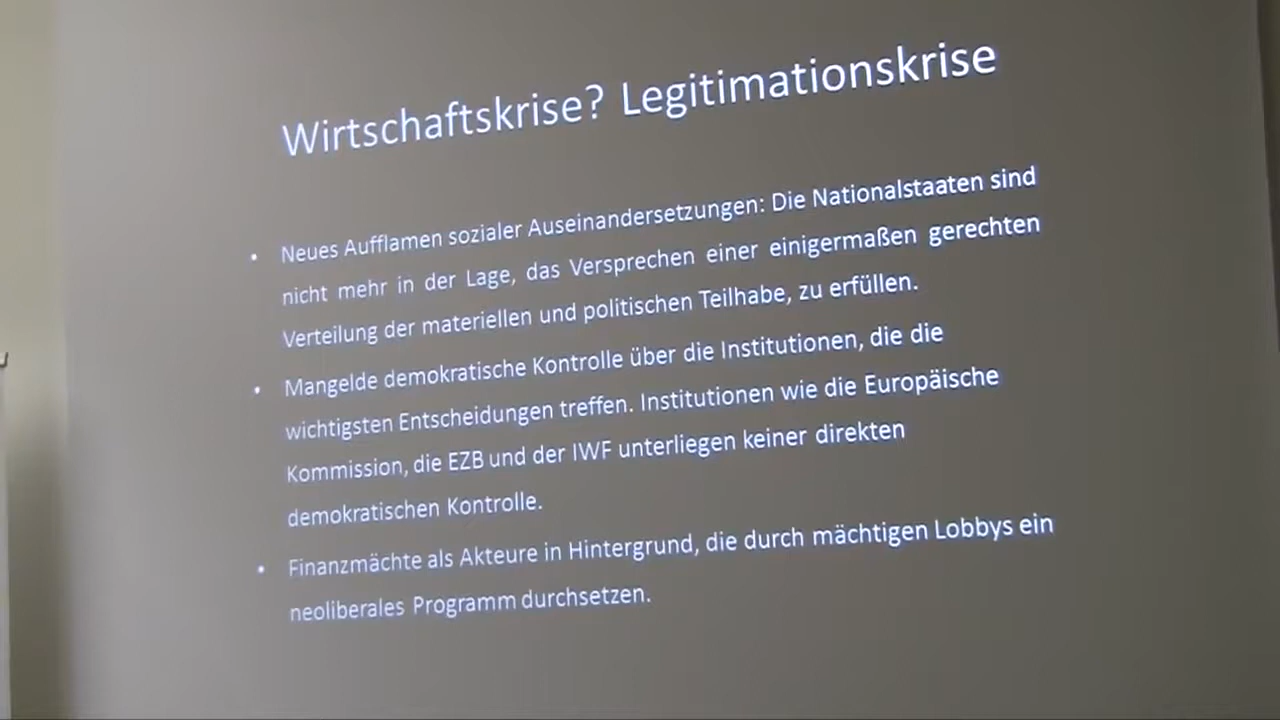 Wirtschaftskrise? Legitimationskrise
• Neues Aufflamen sozialer Auseinandersetzungen: Die Nationalstaaten sind
nicht mehr in der Lage, das Versprechen einer einigermaßen gerechten
Verteilung der materiellen und politischen Teilhabe, zu erfüllen.
• Mangelde demokratische Kontrolle über die Institutionen, die die
wichtigsten Entscheidungen treffen. Institutionen wie die Europäische
Kommission, die EZB und der IWF unterliegen keiner direkten
demokratischen Kontrolle.
• Finanzmächte als Akteure in Hintergrund, die durch mächtigen Lobbys ein
neoliberales Programm durchsetzen.